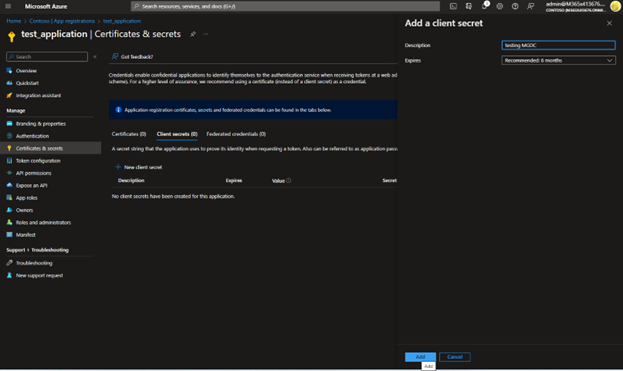 Microsoft Azure
Search resources, services, and docs (G+/)
Home > Contoso | App registrations > test_application
test_application | Certificates & secrets
Search
Overview
Quickstart
Integration assistant
Manage
Branding & properties
Authentication
Certificates & secrets
Token configuration
API permissions
Expose an API
App roles
Owners
Roles and administrators
Manifest
Support + Troubleshooting
Troubleshooting
New support request
Got feedback?
Credentials enable confidential applications to identify themselves to the authentication service when receiving tokens at a web ad
scheme). For a higher level of assurance, we recommend using a certificate (instead of a client secret) as a credential.
Application registration certificates, secrets and federated credentials can be found in the tabs below.
Certificates (0) Client secrets (0) Federated credentials (0)
A secret string that the application uses to prove its identity when requesting a token. Also can be referred to as application pass
New client secret
Description Expires Value Secret
No client secrets have been created for this application.
Add a client secret
Description testing MGDC
Expires Recommended: 6 months
Add Cancel
Add